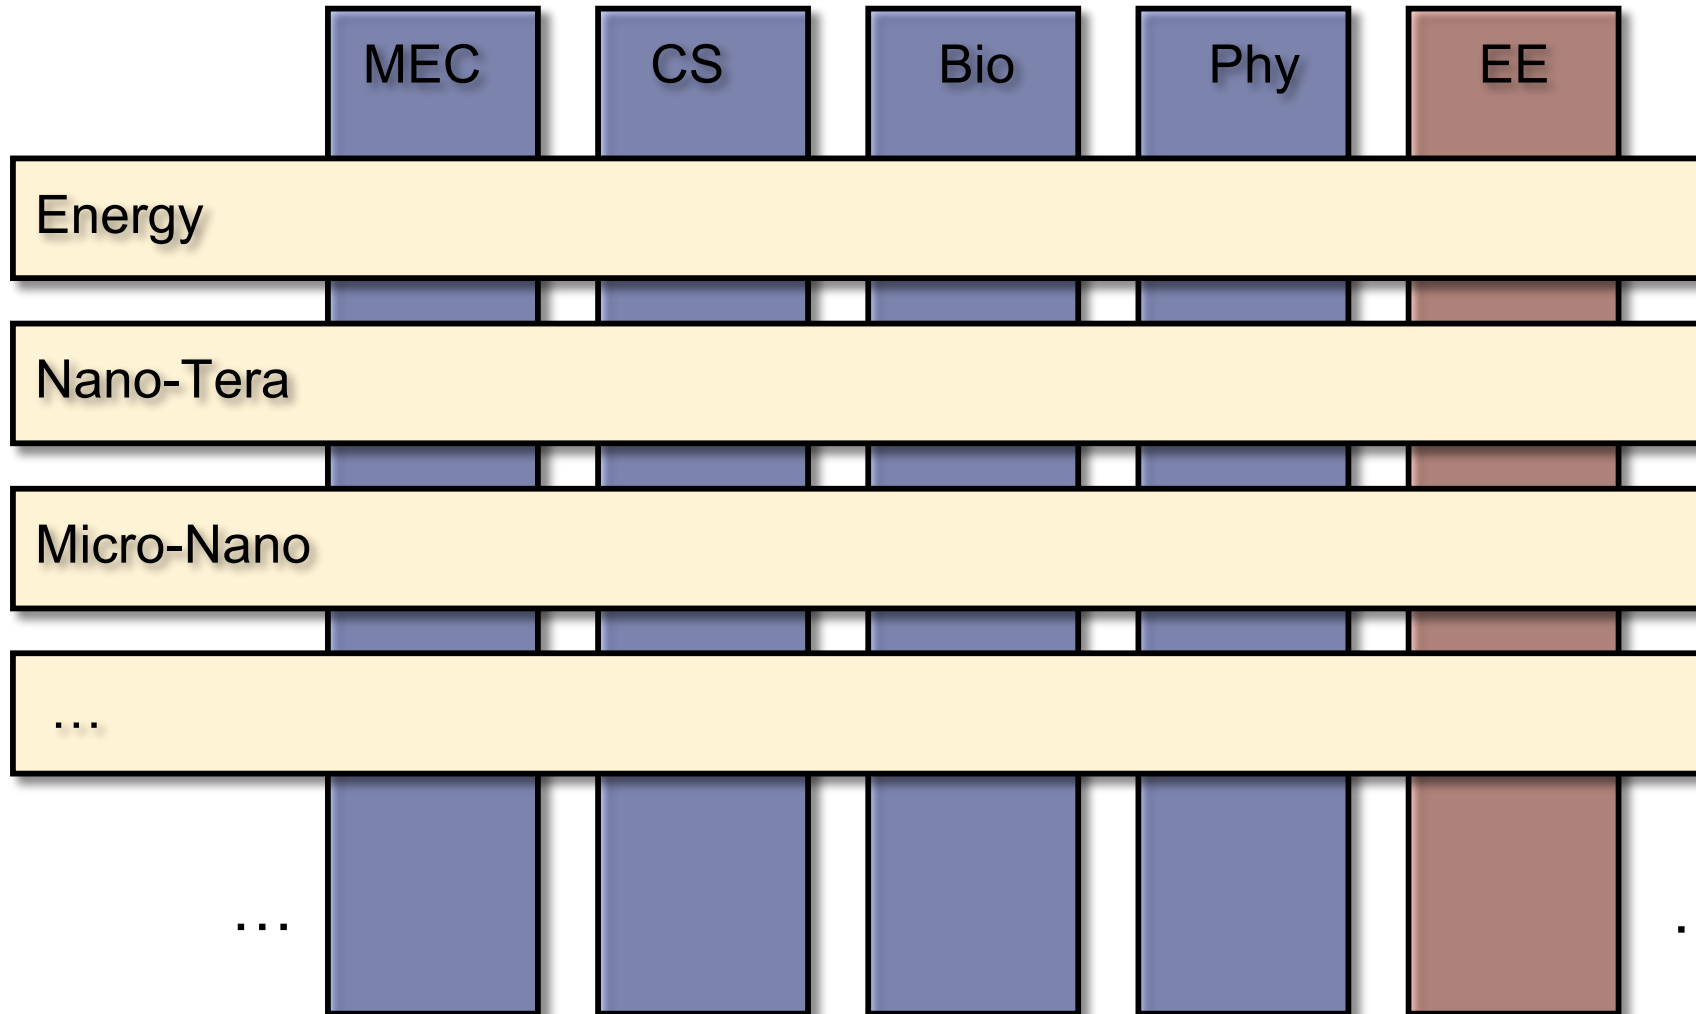 MEC CS Bio Phy EE
Energy
Nano-Tera
Micro-Nano
…
… .